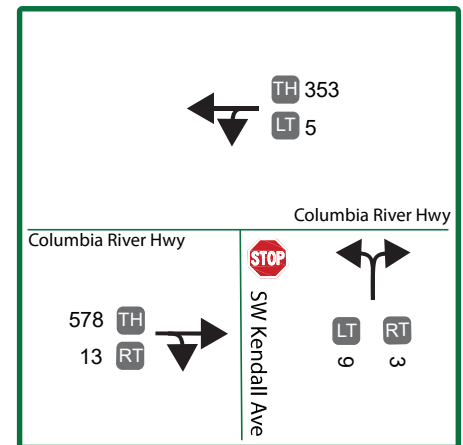 TH 353
LT 5
Columbia River Hwy
Columbia River Hwy
STOP
SW Kendall Ave
578 TH
13 RT
LT RT
9 3